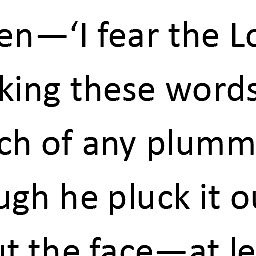 en—‘I fear the Lo
king these words
ch of any plumm
ugh he pluck it ou
ut the face—at le